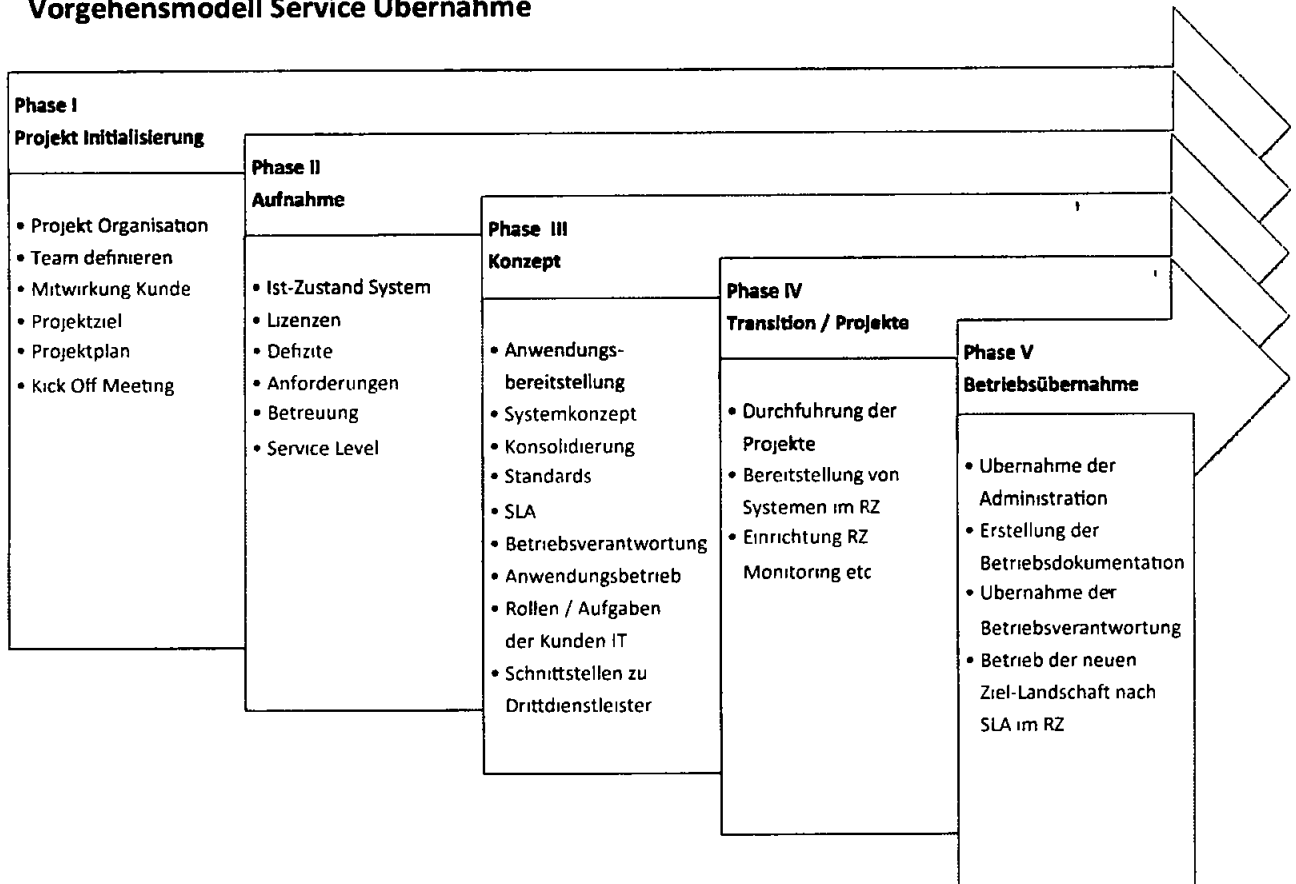 Vorgehensmodell Service Übernahme
Phase I
Projekt Initialisierung
• Projekt Organisation
• Team definieren
• Mitwirkung Kunde
• Projektziel
• Projektplan
• Kick Off Meeting
Phase II
Aufnahme
• Ist-Zustand System
• Lizenzen
• Defizite
• Anforderungen
• Betreuung
• Service Level
Phase III
Konzept
• Anwendungs-
bereitstellung
• Systemkonzept
• Konsolidierung
• Standards
• SLA
• Betriebsverantwortung
• Anwendungsbetrieb
• Rollen / Aufgaben
der Kunden IT
• Schnittstellen zu
Drittdienstleister
Phase IV
Transition / Projekte
• Durchfuhrung der
Projekte
• Bereitstellung von
Systemen im RZ
• Einrichtung RZ
Monitoring etc
Phase V
Betriebsübernahme
• Ubernahme der
Administration
• Erstellung der
Betriebsdokumentation
• Ubernahme der
Betriebsverantwortung
• Betrieb der neuen
Ziel-Landschaft nach
SLA im RZ